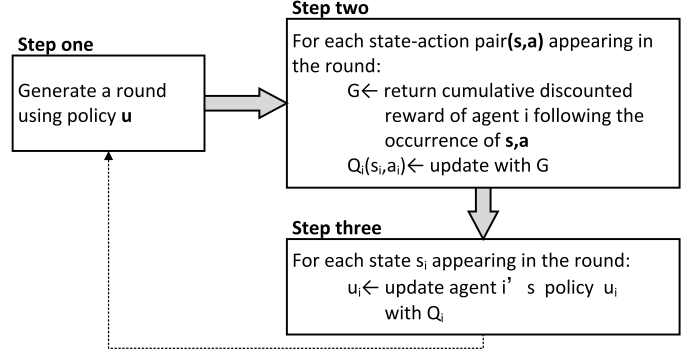 Step one
Generate a round
using policy u
Step two
For each state-action pair(s,a) appearing in
the round:
G← return cumulative discounted
reward of agent i following the
occurrence of s,a
Qᵢ(sᵢ,aᵢ)← update with G
Step three
For each state sᵢ appearing in the round:
uᵢ← update agent i’ s policy uᵢ
with Qᵢ